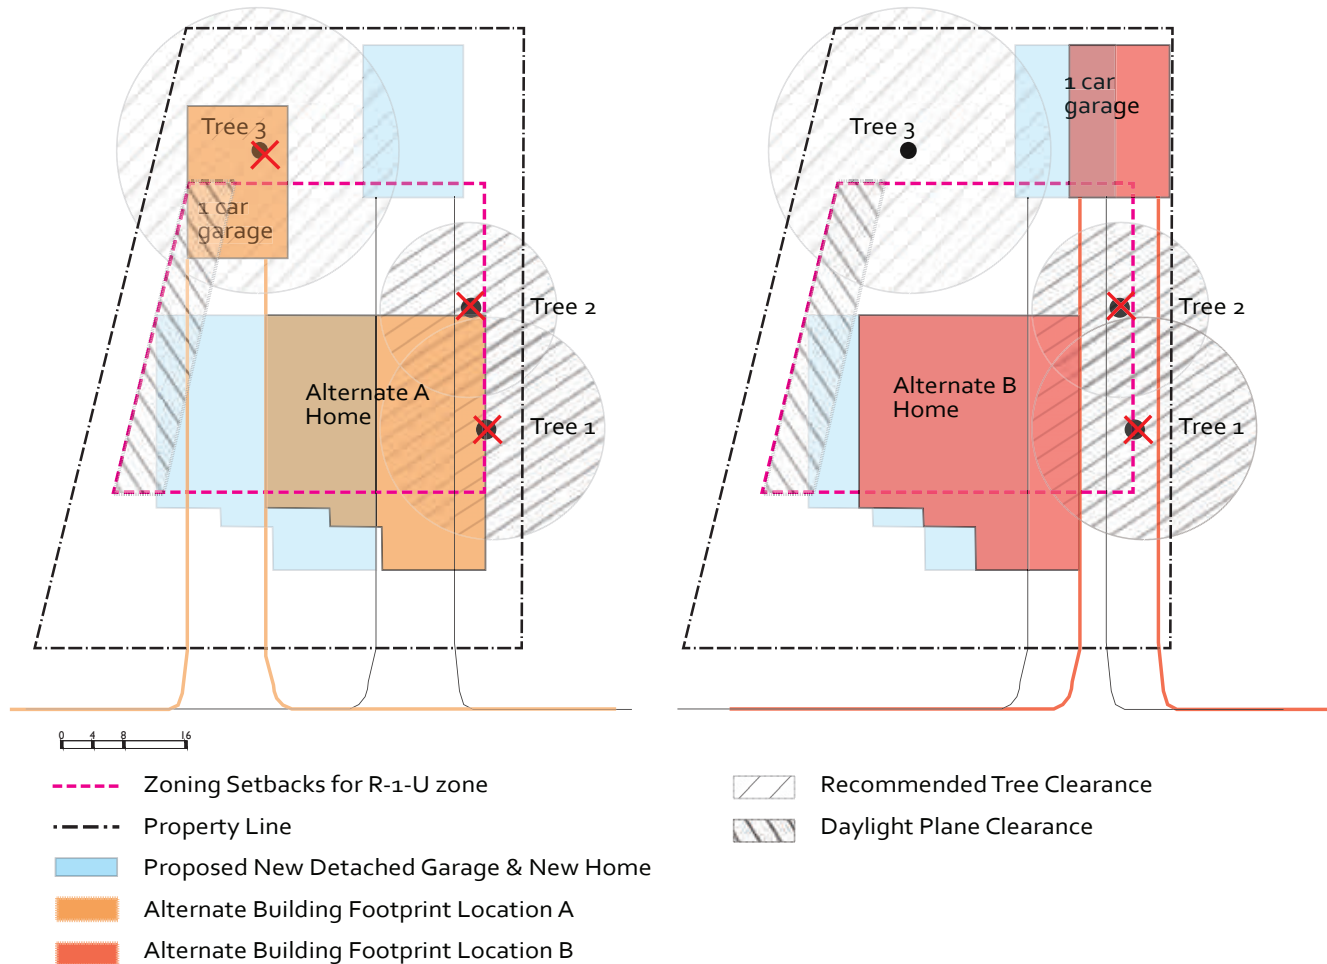 Tree 3
1 car
garage
Tree 2
Alternate A
Home
Tree 1
1 car
garage
Tree 3
Tree 2
Alternate B
Home
Tree 1
0 4 8 16
Zoning Setbacks for R-1-U zone
Property Line
Proposed New Detached Garage & New Home
Alternate Building Footprint Location A
Alternate Building Footprint Location B
Recommended Tree Clearance
Daylight Plane Clearance